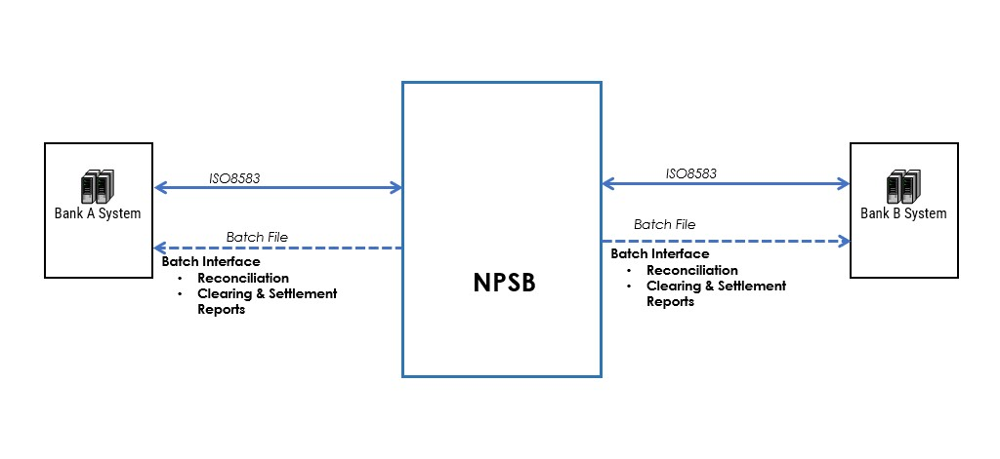 ISO8583
Bank A System
Batch File
Batch Interface
• Reconciliation
• Clearing & Settlement
Reports
NPSB
ISO8583
Bank B System
Batch File
Batch Interface
• Reconciliation
• Clearing & Settlement
Reports